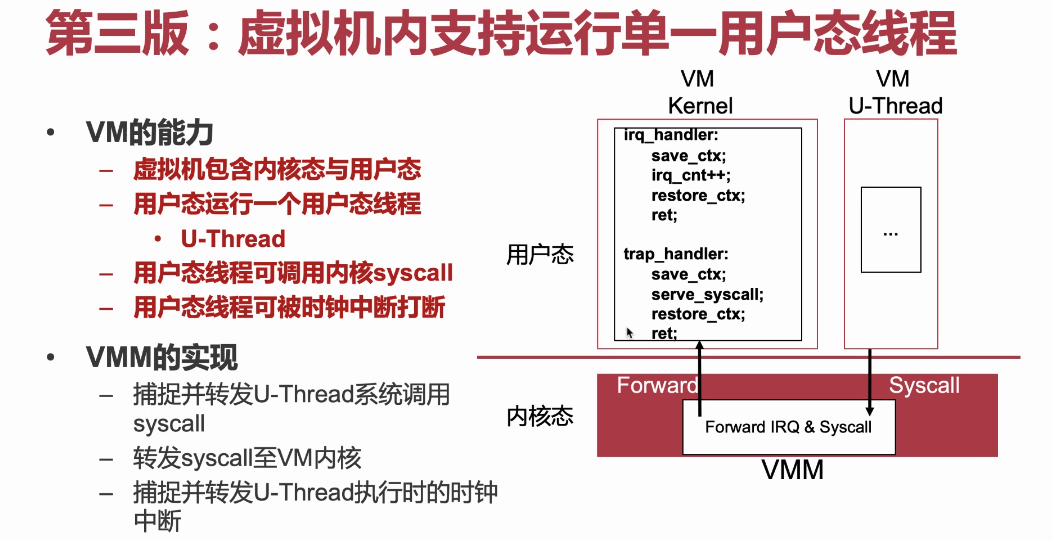 第三版：虚拟机内支持运行单一用户态线程
• VM的能力
– 虚拟机包含内核态与用户态
– 用户态运行一个用户态线程
• U-Thread
– 用户态线程可调用内核syscall
– 用户态线程可被时钟中断打断
• VMM的实现
– 捕捉并转发U-Thread系统调用
syscall
– 转发syscall至VM内核
– 捕捉并转发U-Thread执行时的时钟
中断
VM
Kernel
irq_handler:
save_ctx;
irq_cnt++;
restore_ctx;
ret;
trap_handler:
save_ctx;
serve_syscall;
restore_ctx;
ret;
VM
U-Thread
...
用户态
内核态
Forward
Syscall
Forward IRQ & Syscall
VMM